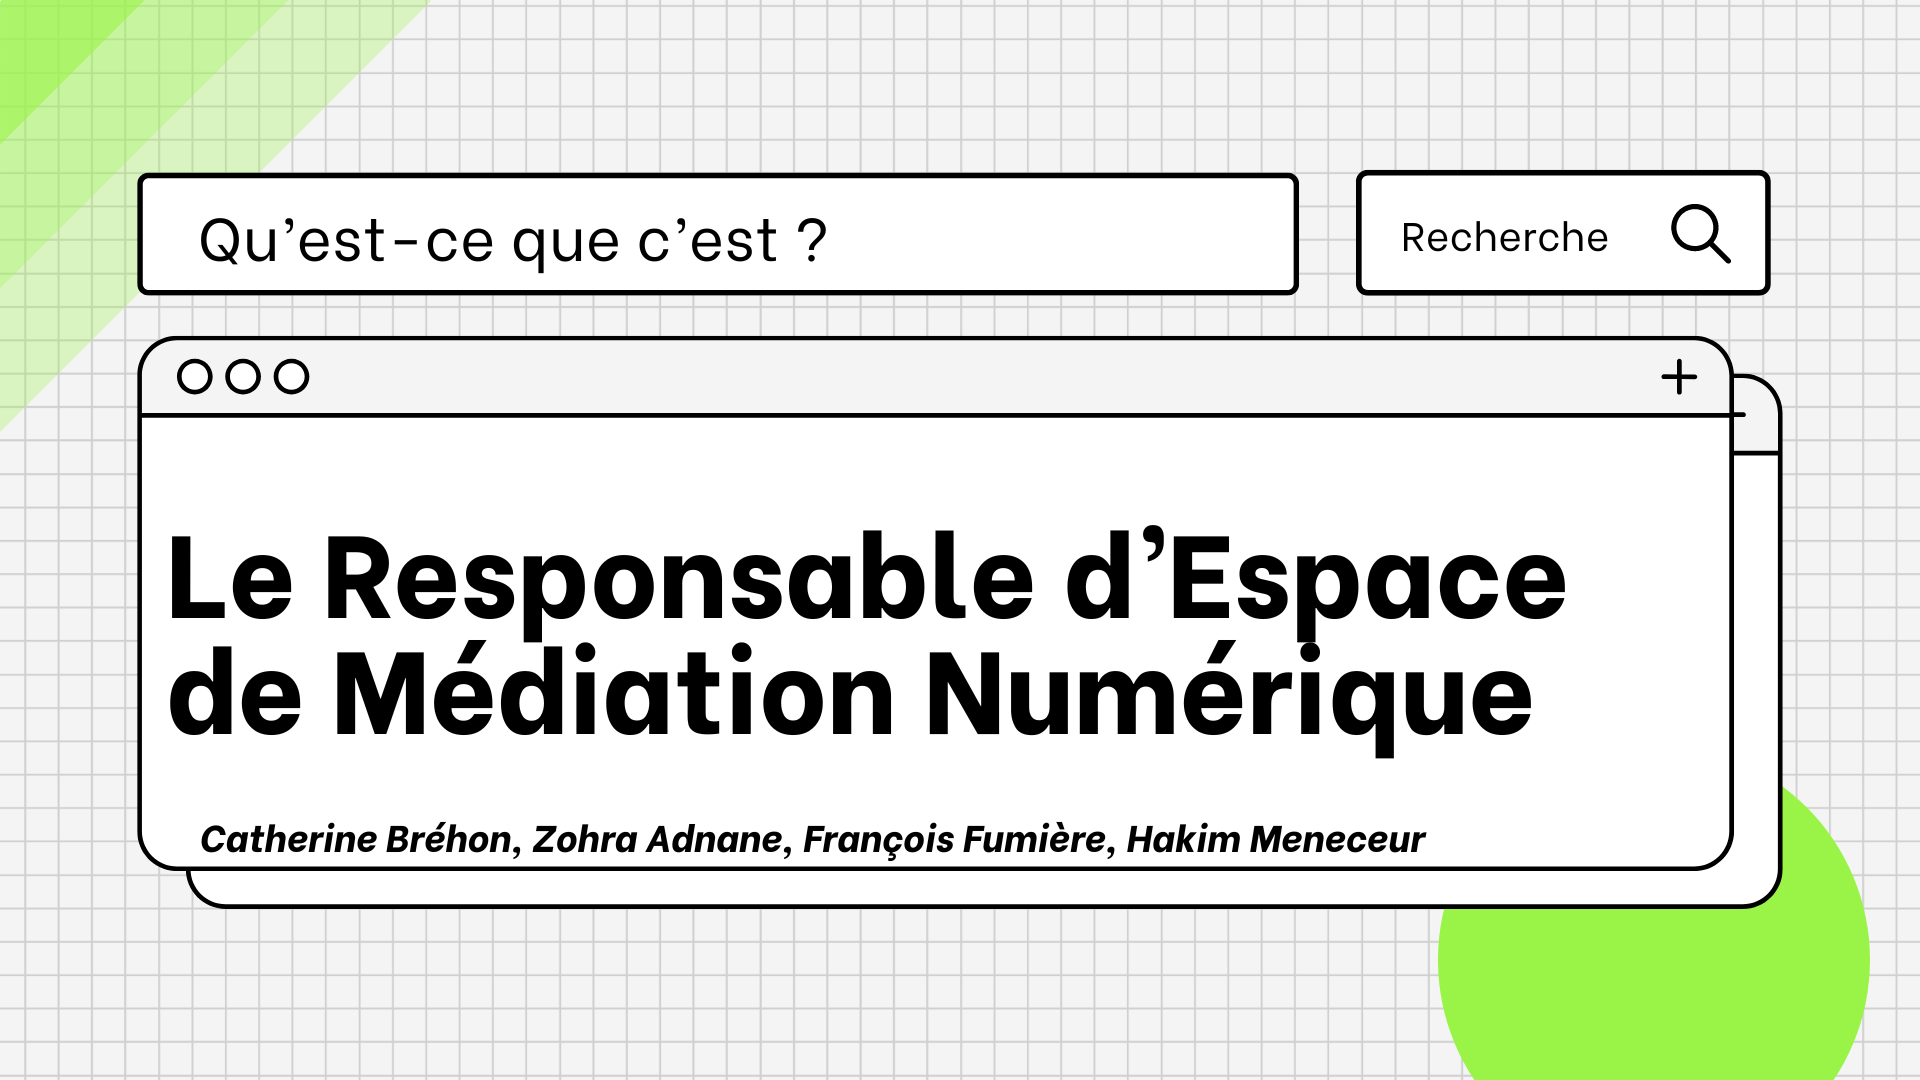 Qu’est-ce que c’est ?
Recherche
Le Responsable d’Espace
de Médiation Numérique
Catherine Bréhon, Zohra Adnane, François Fumière, Hakim Meneceur